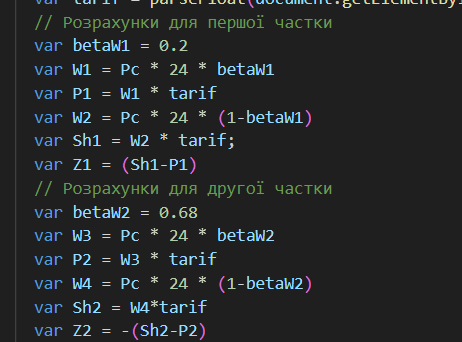 var tarif = parseFloat(document.getElementBy
// Розрахунки для першої частки
var betaW1 = 0.2
var W1 = Pc * 24 * betaW1
var P1 = W1 * tarif
var W2 = Pc * 24 * (1-betaW1)
var Sh1 = W2 * tarif;
var Z1 = (Sh1-P1)
// Розрахунки для другої частки
var betaW2 = 0.68
var W3 = Pc * 24 * betaW2
var P2 = W3 * tarif
var W4 = Pc * 24 * (1-betaW2)
var Sh2 = W4*tarif
var Z2 = -(Sh2-P2)